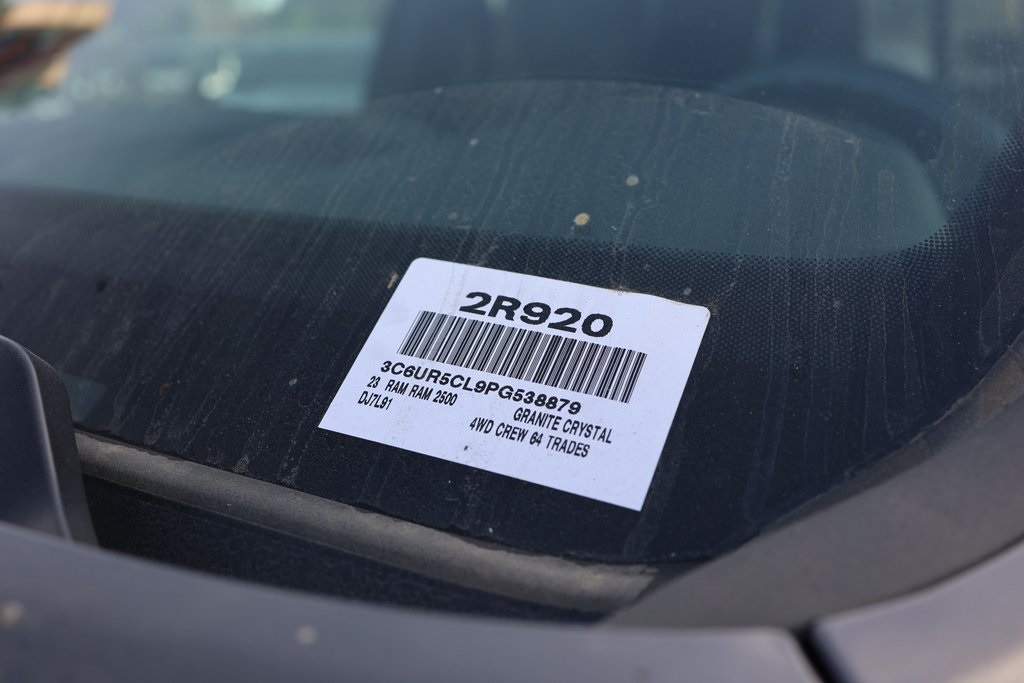 2R920
3C6UR5CL9PG538879
23 RAM RAM 2500 GRANITE CRYSTAL
DJ7L91 4WD CREW 64 TRADES